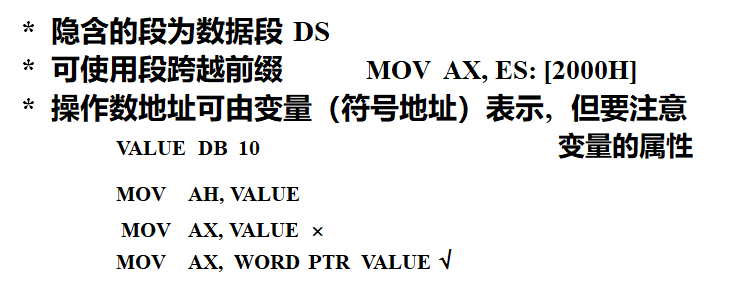 * 隐含的段为数据段 DS
* 可使用段跨越前缀 MOV AX, ES: [2000H]
* 操作数地址可由变量（符号地址）表示, 但要注意
变量的属性
VALUE DB 10
MOV AH, VALUE
MOV AX, VALUE ×
MOV AX, WORD PTR VALUE √